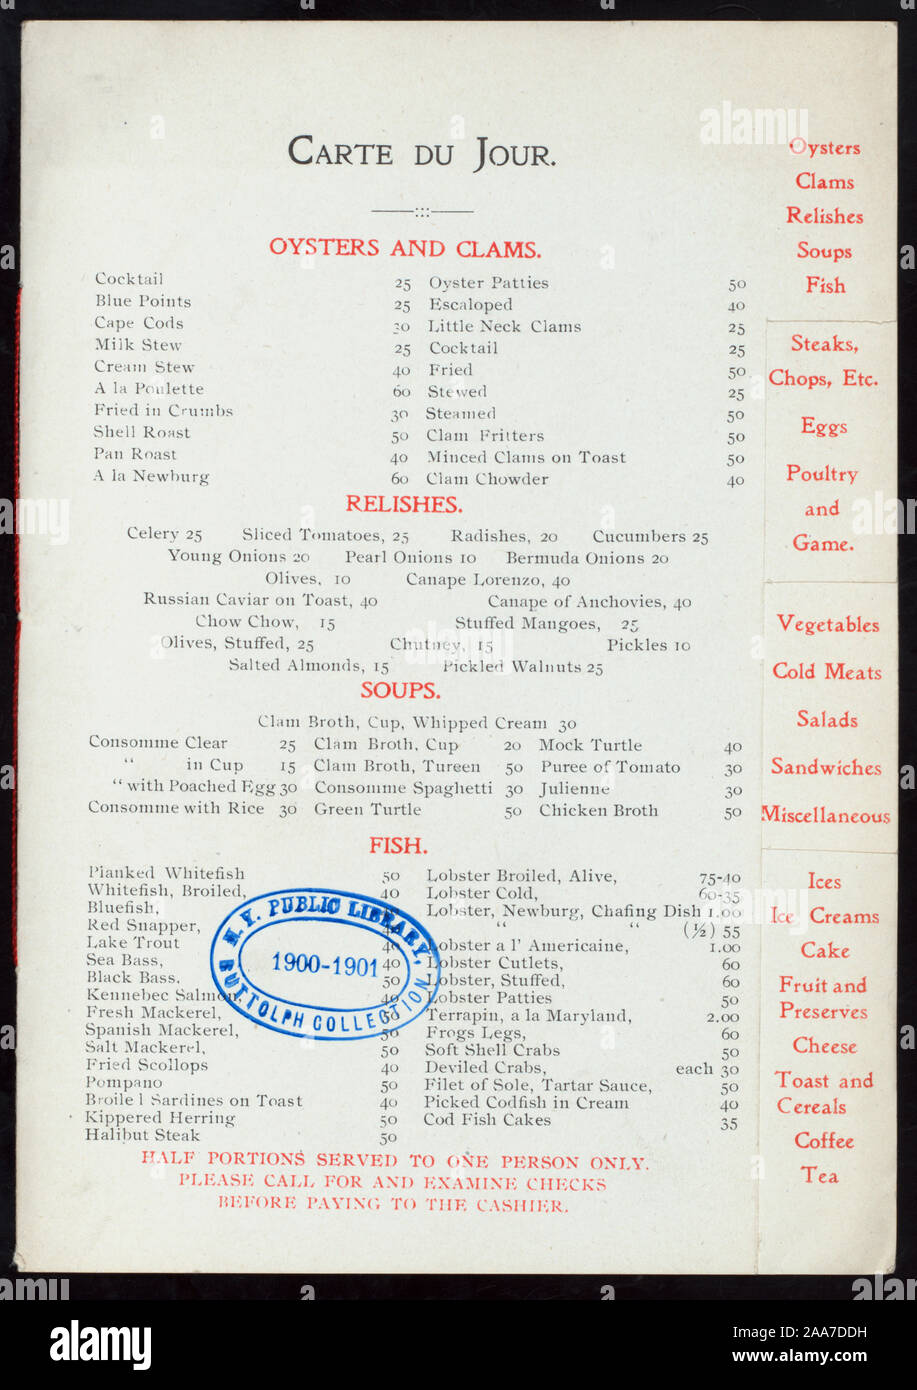 CARTE DU JOUR.
OYSTERS AND CLAMS.
Cocktail 25 Oyster Patties 50
Blue Points 25 Escaloped 40
Cape Cods 30 Little Neck Clams 25
Milk Stew 25 Cocktail 25
Cream Stew 40 Fried 50
A la Poulette 60 Stewed 25
Fried in Crumbs 30 Steamed 50
Shell Roast 50 Clam Fritters 50
Pan Roast 40 Minced Clams on Toast 50
A la Newburg 60 Clam Chowder 40
RELISHES.
Celery 25 Sliced Tomatoes, 25 Radishes, 20 Cucumbers 25
Young Onions 20 Pearl Onions 10 Bermuda Onions 20
Olives, 10 Canape Lorenzo, 40
Russian Caviar on Toast, 40 Canape of Anchovies, 40
Chow Chow, 15 Stuffed Mangoes, 25
Olives, Stuffed, 25 Chutney, 15 Pickles 10
Salted Almonds, 15 Pickled Walnuts 25
SOUPS.
Clam Broth, Cup, Whipped Cream 30
Consomme Clear 25 Clam Broth, Cup 20 Mock Turtle 40
" in Cup 15 Clam Broth, Tureen 50 Puree of Tomato 30
" with Poached Egg 30 Consomme Spaghetti 30 Julienne 30
Consomme with Rice 30 Green Turtle 50 Chicken Broth 50
FISH.
Planked Whitefish 50 Lobster Broiled, Alive, 75-40
Whitefish, Broiled, 40 Lobster Cold, 60-35
Bluefish, Lobster, Newburg, Chafing Dish 1.00
Red Snapper, " " (½) 55
Lake Trout 40 Lobster a l' Americaine, 1.00
Sea Bass, 40 Lobster Cutlets, 60
Black Bass, 50 Lobster, Stuffed, 60
Kennebec Salmon, 40 Lobster Patties 50
Fresh Mackerel, 50 Terrapin, a la Maryland, 2.00
Spanish Mackerel, 50 Frogs Legs, 60
Salt Mackerel, 50 Soft Shell Crabs 50
Fried Scollops 40 Deviled Crabs, each 30
Pompano 50 Filet of Sole, Tartar Sauce, 50
Broiled Sardines on Toast 40 Picked Codfish in Cream 40
Kippered Herring 50 Cod Fish Cakes 35
Halibut Steak 50
HALF PORTIONS SERVED TO ONE PERSON ONLY.
PLEASE CALL FOR AND EXAMINE CHECKS
BEFORE PAYING TO THE CASHIER.
N. Y. PUBLIC LIBRARY,
1900-1901
BUTTOLPH COLLECTION
Oysters
Clams
Relishes
Soups
Fish
Steaks,
Chops, Etc.
Eggs
Poultry
and
Game.
Vegetables
Cold Meats
Salads
Sandwiches
Miscellaneous
Ices
Ice Creams
Cake
Fruit and
Preserves
Cheese
Toast and
Cereals
Coffee
Tea
alamy
Image ID: 2AA7DDH
www.alamy.com